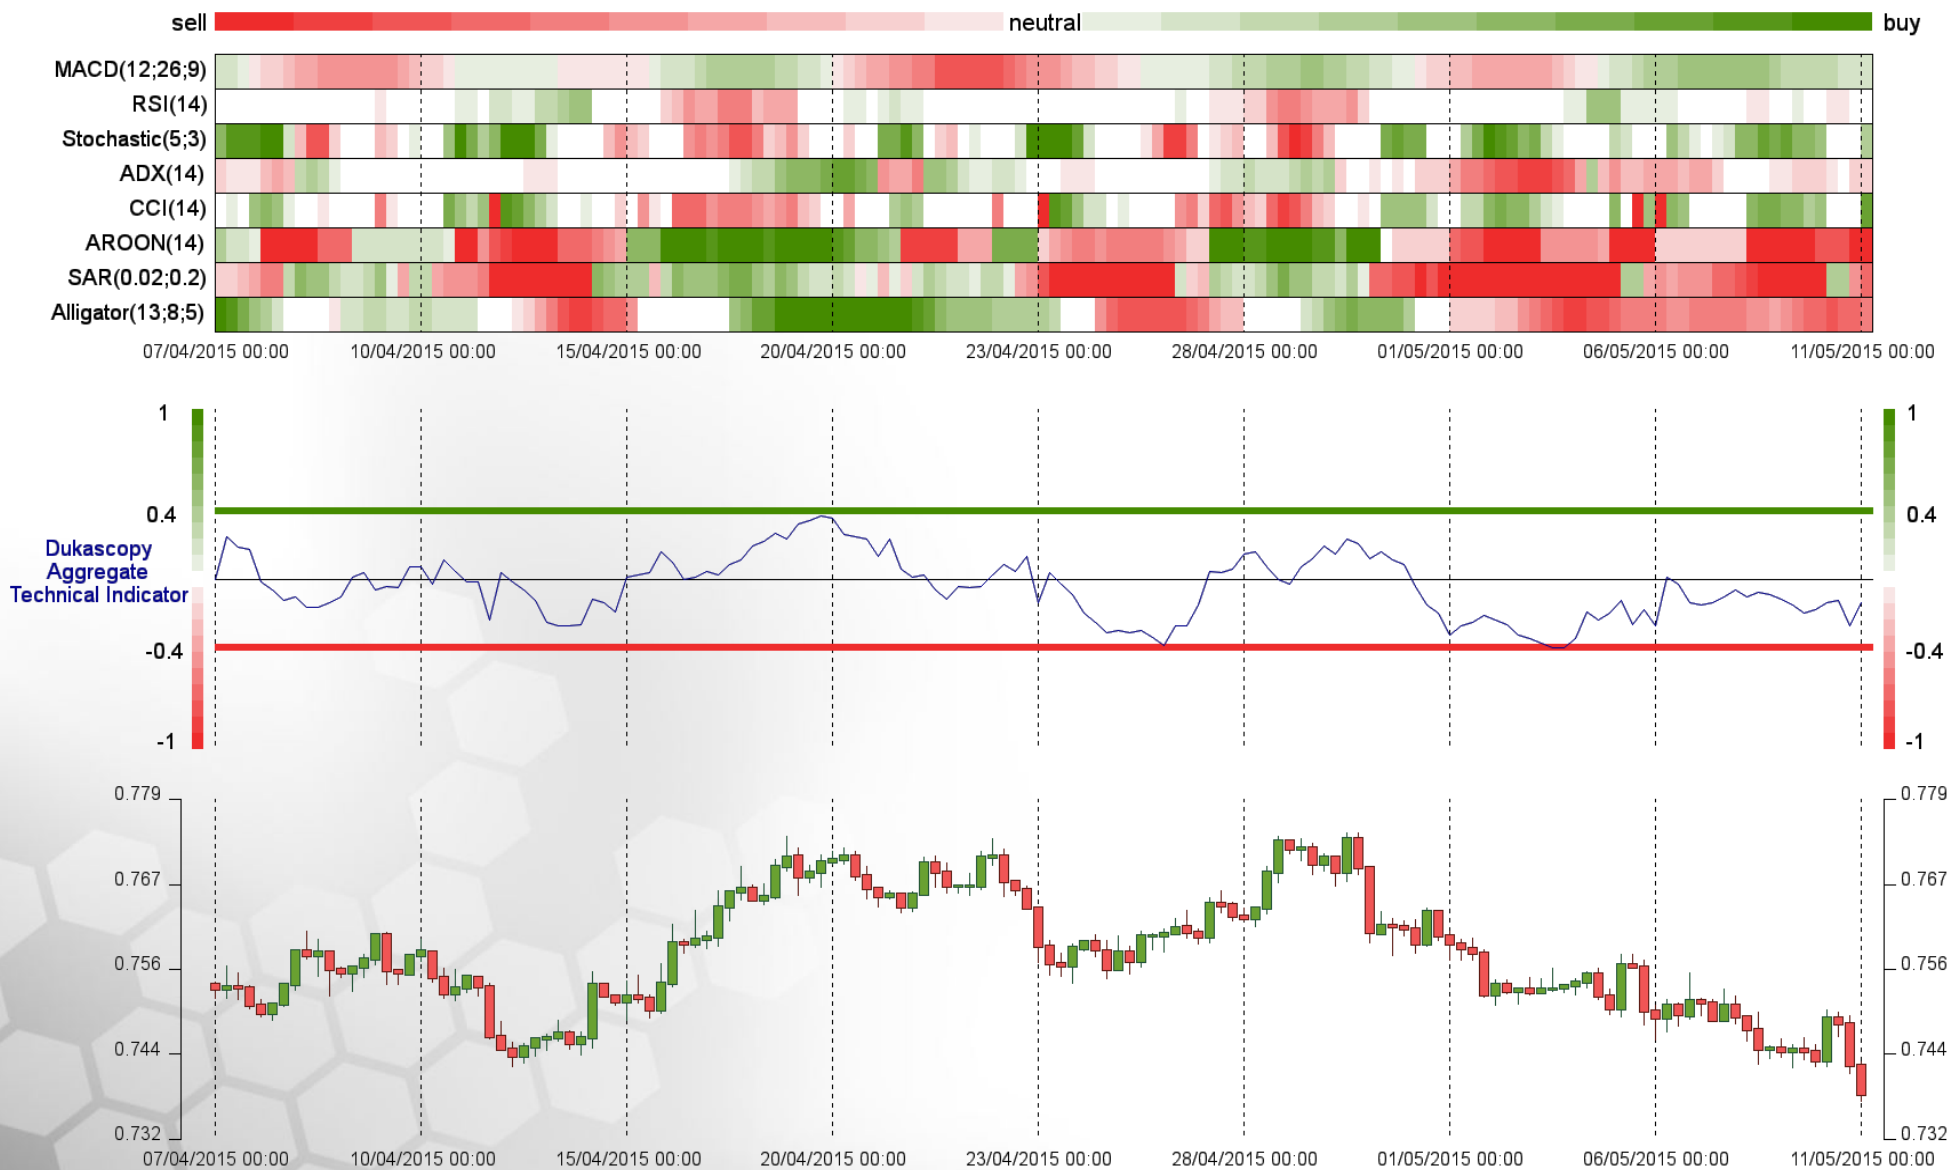 sell neutral buy
MACD(12;26;9)
RSI(14)
Stochastic(5;3)
ADX(14)
CCI(14)
AROON(14)
SAR(0.02;0.2)
Alligator(13;8;5)
07/04/2015 00:00 10/04/2015 00:00 15/04/2015 00:00 20/04/2015 00:00 23/04/2015 00:00 28/04/2015 00:00 01/05/2015 00:00 06/05/2015 00:00 11/05/2015 00:00
1 1
0.4 0.4
Dukascopy
Aggregate
Technical Indicator
-0.4 -0.4
-1 -1
0.779 0.779
0.767 0.767
0.756 0.756
0.744 0.744
0.732 0.732
07/04/2015 00:00 10/04/2015 00:00 15/04/2015 00:00 20/04/2015 00:00 23/04/2015 00:00 28/04/2015 00:00 01/05/2015 00:00 06/05/2015 00:00 11/05/2015 00:00